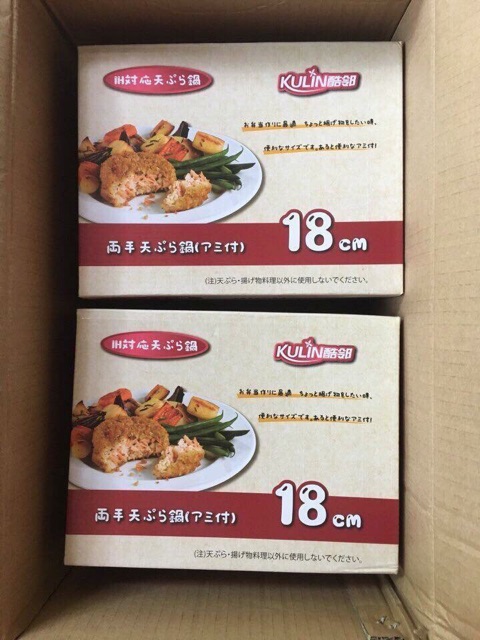 IH対応天ぷら鍋
KULIN酷邻
お弁当作りに最適 ちょっと揚げ物をしたい時、
便利なサイズです。あると便利なアミ付!
両手天ぷら鍋(アミ付)
18cm
(注)天ぷら・揚げ物料理以外に使用しないでください。
IH対応天ぷら鍋
KULIN酷邻
お弁当作りに最適 ちょっと揚げ物をしたい時、
便利なサイズです。あると便利なアミ付!
両手天ぷら鍋(アミ付)
18cm
(注)天ぷら・揚げ物料理以外に使用しないでください。